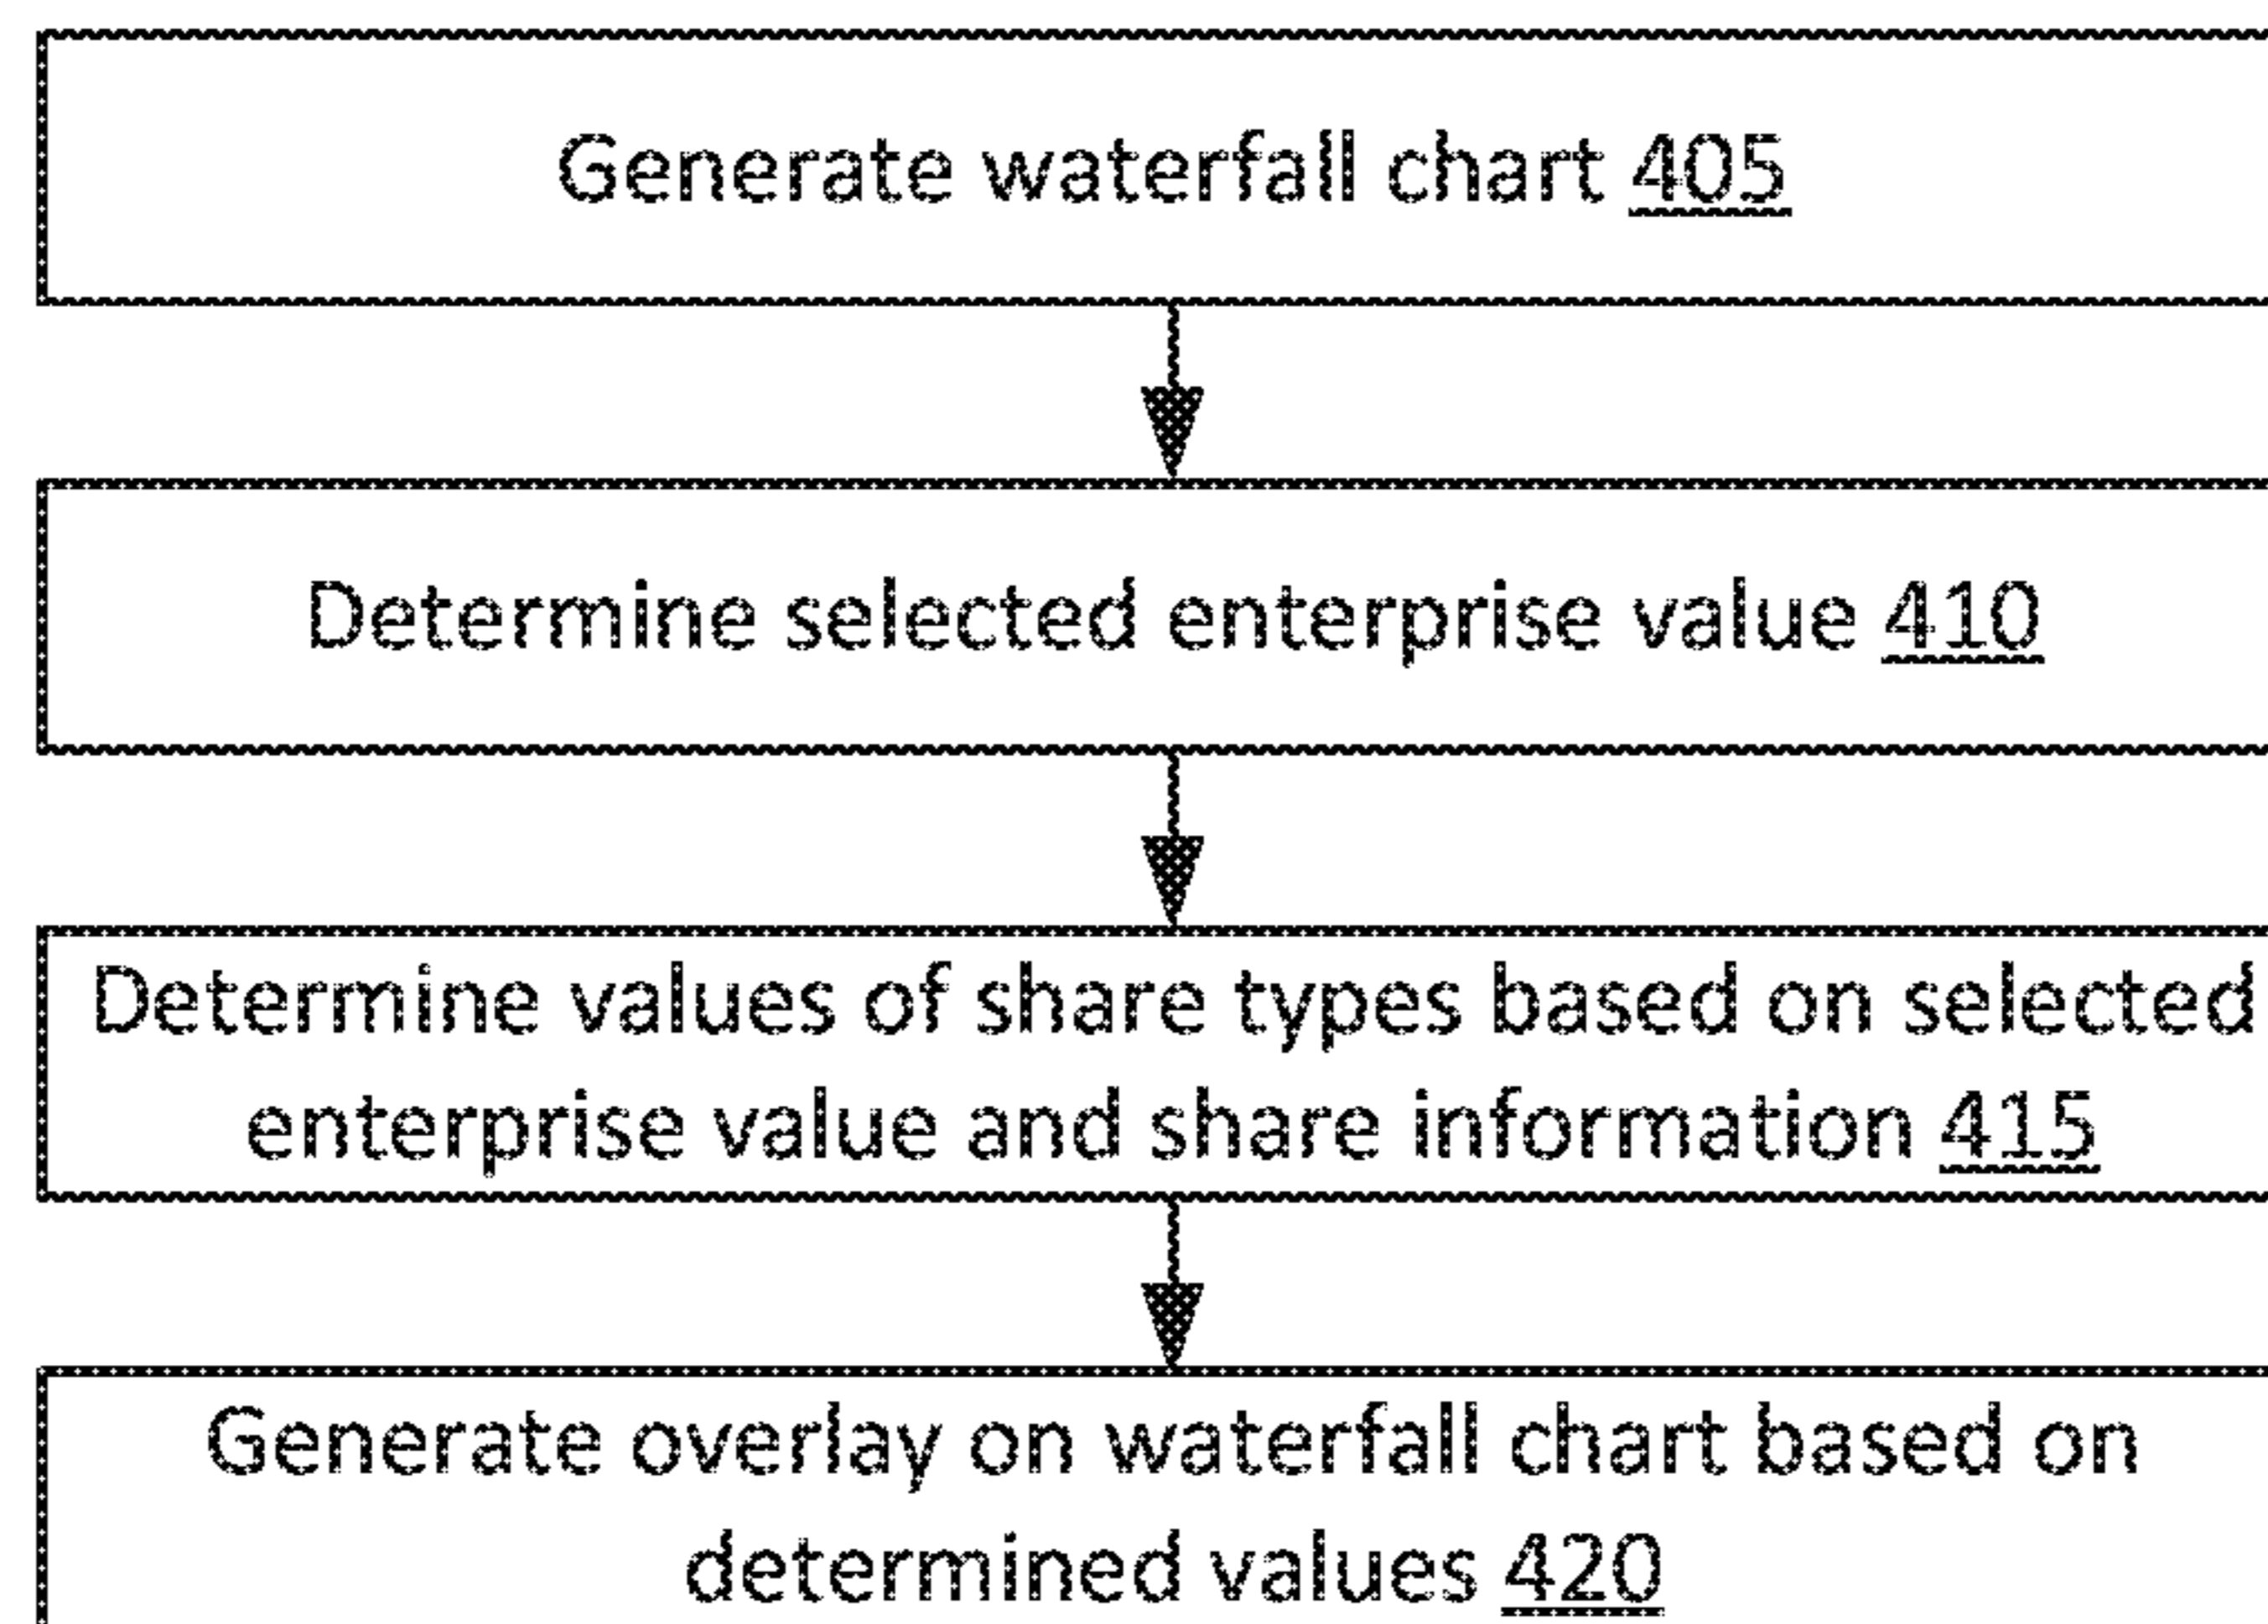 Generate waterfall chart 405
Determine selected enterprise value 410
Determine values of share types based on selected
enterprise value and share information 415
Generate overlay on waterfall chart based on
determined values 420